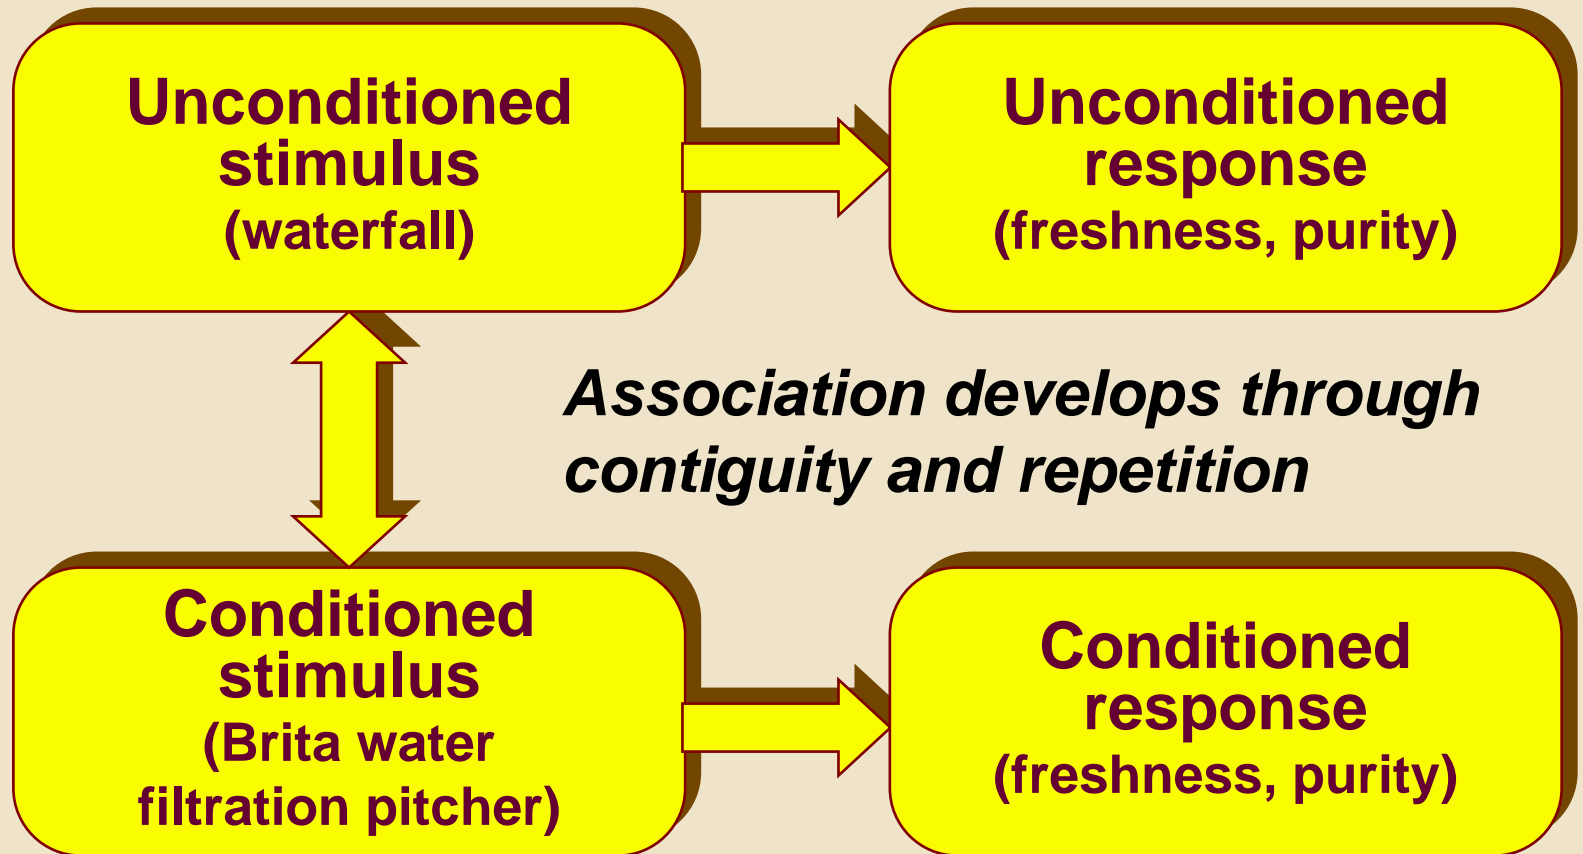 Unconditioned
stimulus
(waterfall)
Unconditioned
response
(freshness, purity)
Association develops through
contiguity and repetition
Conditioned
stimulus
(Brita water
filtration pitcher)
Conditioned
response
(freshness, purity)